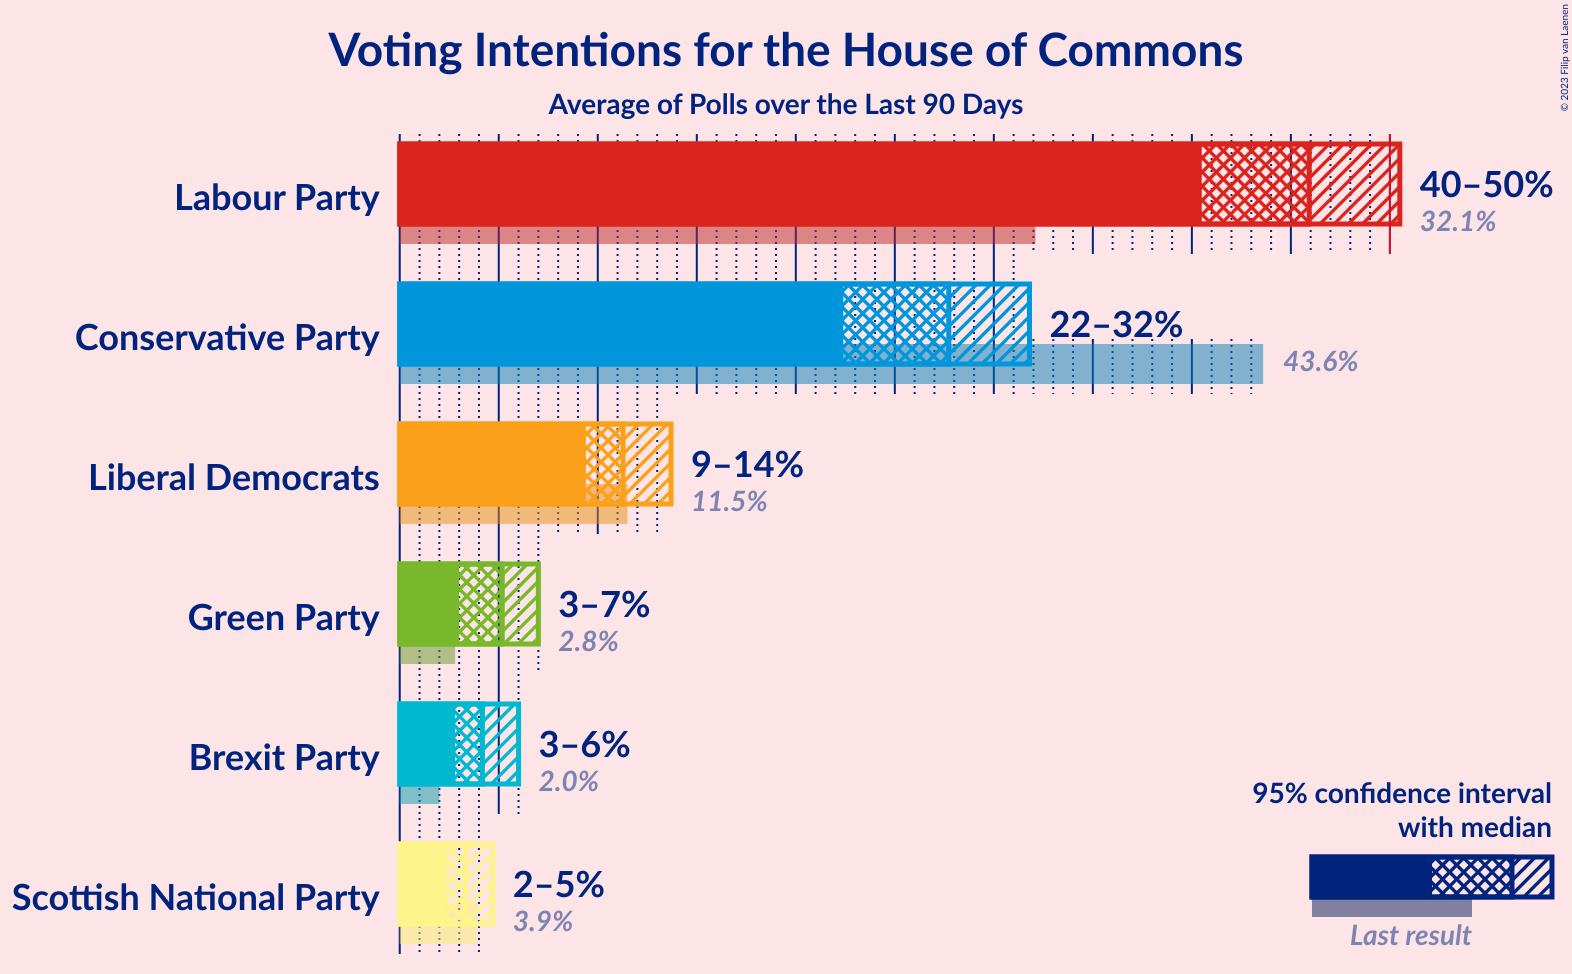 Voting Intentions for the House of Commons
Average of Polls over the Last 90 Days
© 2023 Filip van Laenen
Labour Party
40–50%
32.1%
Conservative Party
22–32%
43.6%
Liberal Democrats
9–14%
11.5%
Green Party
3–7%
2.8%
Brexit Party
3–6%
2.0%
Scottish National Party
2–5%
3.9%
95% confidence interval
with median
Last result